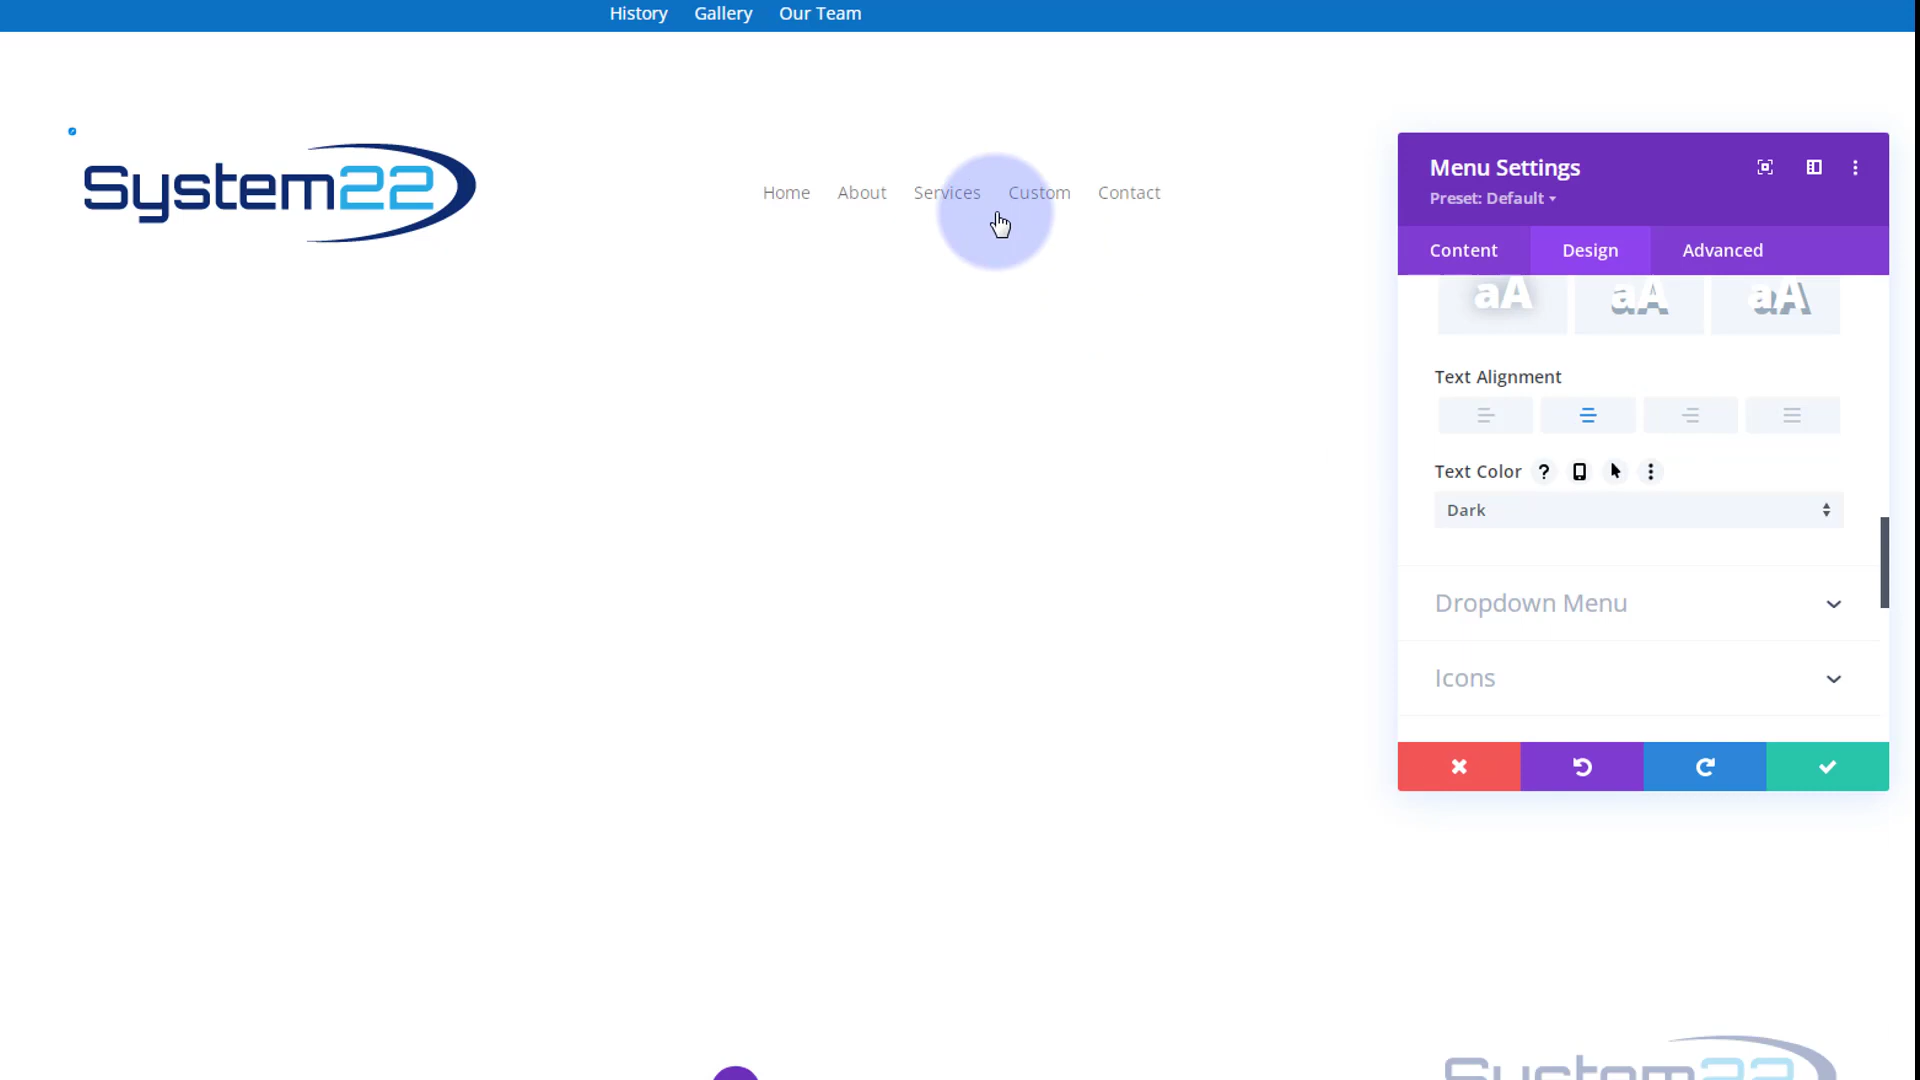 History Gallery Our Team
System22
Home About Services Custom Contact
Menu Settings
Preset: Default
Content Design Advanced
aA aA aA
Text Alignment
Text Color ?
Dark
Dropdown Menu
Icons
System22